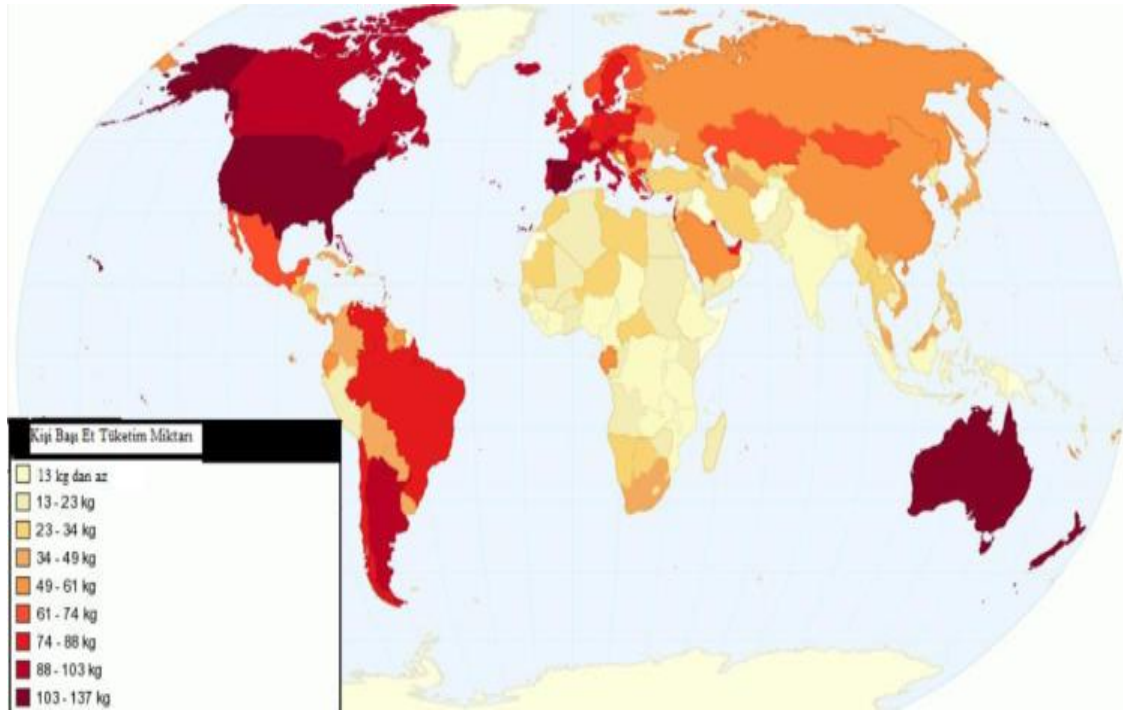 Kişi Başı Et Tüketim Miktarı
13 kg dan az
13 - 23 kg
23 - 34 kg
34 - 49 kg
49 - 61 kg
61 - 74 kg
74 - 88 kg
88 - 103 kg
103 - 137 kg